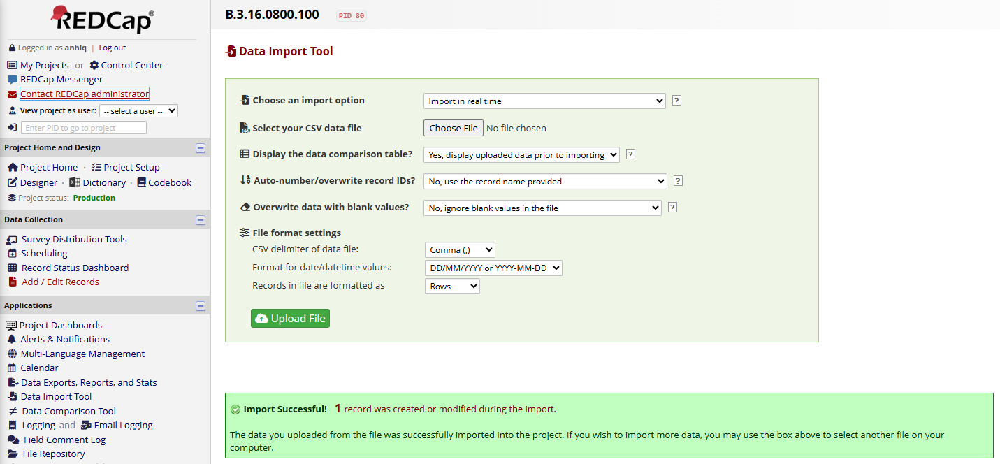 REDCap®
Logged in as anhlq | Log out
My Projects or Control Center
REDCap Messenger
Contact REDCap administrator
View project as user: -- select a user --
Enter PID to go to project
Project Home and Design
Project Home · Project Setup
Designer · Dictionary · Codebook
Project status: Production
Data Collection
Survey Distribution Tools
Scheduling
Record Status Dashboard
Add / Edit Records
Applications
Project Dashboards
Alerts & Notifications
Multi-Language Management
Calendar
Data Exports, Reports, and Stats
Data Import Tool
Data Comparison Tool
Logging and Email Logging
Field Comment Log
File Repository
B.3.16.0800.100 PID 80
Data Import Tool
Choose an import option Import in real time ?
Select your CSV data file Choose File No file chosen
Display the data comparison table? Yes, display uploaded data prior to importing ?
Auto-number/overwrite record IDs? No, use the record name provided ?
Overwrite data with blank values? No, ignore blank values in the file ?
File format settings
CSV delimiter of data file: Comma (,)
Format for date/datetime values: DD/MM/YYYY or YYYY-MM-DD
Records in file are formatted as Rows
Upload File
Import Successful! 1 record was created or modified during the import.
The data you uploaded from the file was successfully imported into the project. If you wish to import more data, you may use the box above to select another file on your
computer.